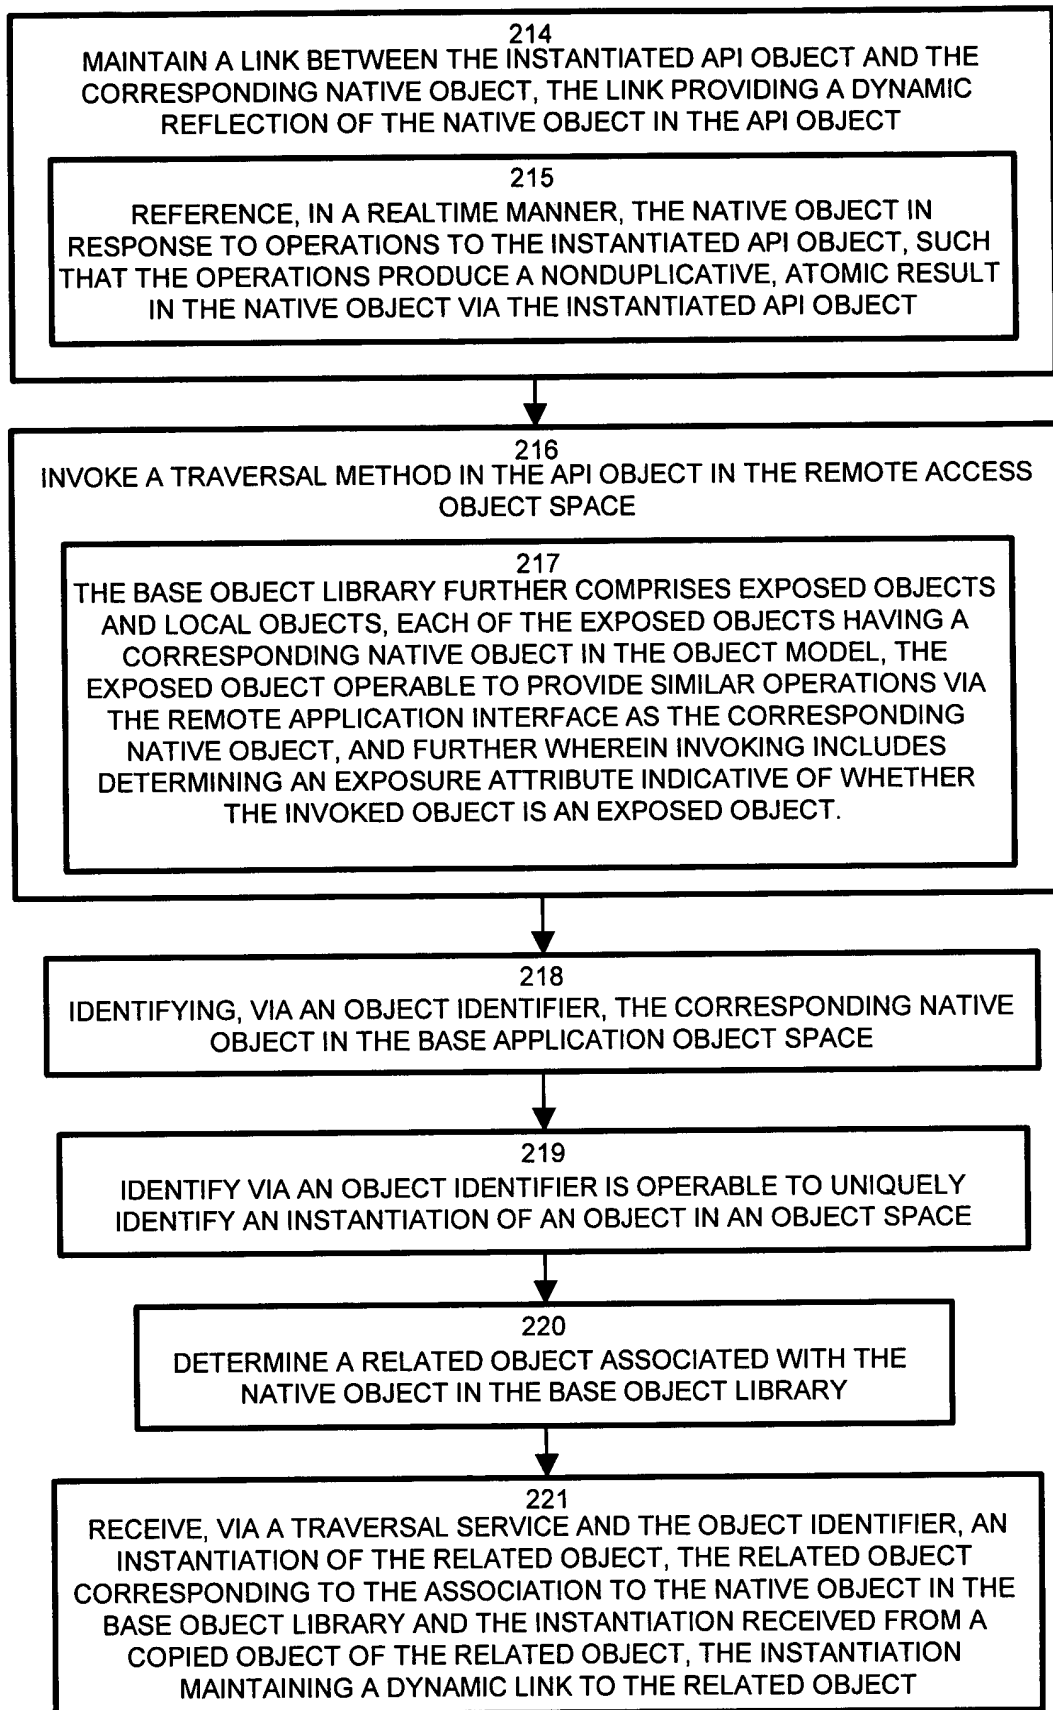 214
MAINTAIN A LINK BETWEEN THE INSTANTIATED API OBJECT AND THE
CORRESPONDING NATIVE OBJECT, THE LINK PROVIDING A DYNAMIC
REFLECTION OF THE NATIVE OBJECT IN THE API OBJECT
215
REFERENCE, IN A REALTIME MANNER, THE NATIVE OBJECT IN
RESPONSE TO OPERATIONS TO THE INSTANTIATED API OBJECT, SUCH
THAT THE OPERATIONS PRODUCE A NONDUPLICATIVE, ATOMIC RESULT
IN THE NATIVE OBJECT VIA THE INSTANTIATED API OBJECT
216
INVOKE A TRAVERSAL METHOD IN THE API OBJECT IN THE REMOTE ACCESS
OBJECT SPACE
217
THE BASE OBJECT LIBRARY FURTHER COMPRISES EXPOSED OBJECTS
AND LOCAL OBJECTS, EACH OF THE EXPOSED OBJECTS HAVING A
CORRESPONDING NATIVE OBJECT IN THE OBJECT MODEL, THE
EXPOSED OBJECT OPERABLE TO PROVIDE SIMILAR OPERATIONS VIA
THE REMOTE APPLICATION INTERFACE AS THE CORRESPONDING
NATIVE OBJECT, AND FURTHER WHEREIN INVOKING INCLUDES
DETERMINING AN EXPOSURE ATTRIBUTE INDICATIVE OF WHETHER
THE INVOKED OBJECT IS AN EXPOSED OBJECT.
218
IDENTIFYING, VIA AN OBJECT IDENTIFIER, THE CORRESPONDING NATIVE
OBJECT IN THE BASE APPLICATION OBJECT SPACE
219
IDENTIFY VIA AN OBJECT IDENTIFIER IS OPERABLE TO UNIQUELY
IDENTIFY AN INSTANTIATION OF AN OBJECT IN AN OBJECT SPACE
220
DETERMINE A RELATED OBJECT ASSOCIATED WITH THE
NATIVE OBJECT IN THE BASE OBJECT LIBRARY
221
RECEIVE, VIA A TRAVERSAL SERVICE AND THE OBJECT IDENTIFIER, AN
INSTANTIATION OF THE RELATED OBJECT, THE RELATED OBJECT
CORRESPONDING TO THE ASSOCIATION TO THE NATIVE OBJECT IN THE
BASE OBJECT LIBRARY AND THE INSTANTIATION RECEIVED FROM A
COPIED OBJECT OF THE RELATED OBJECT, THE INSTANTIATION
MAINTAINING A DYNAMIC LINK TO THE RELATED OBJECT